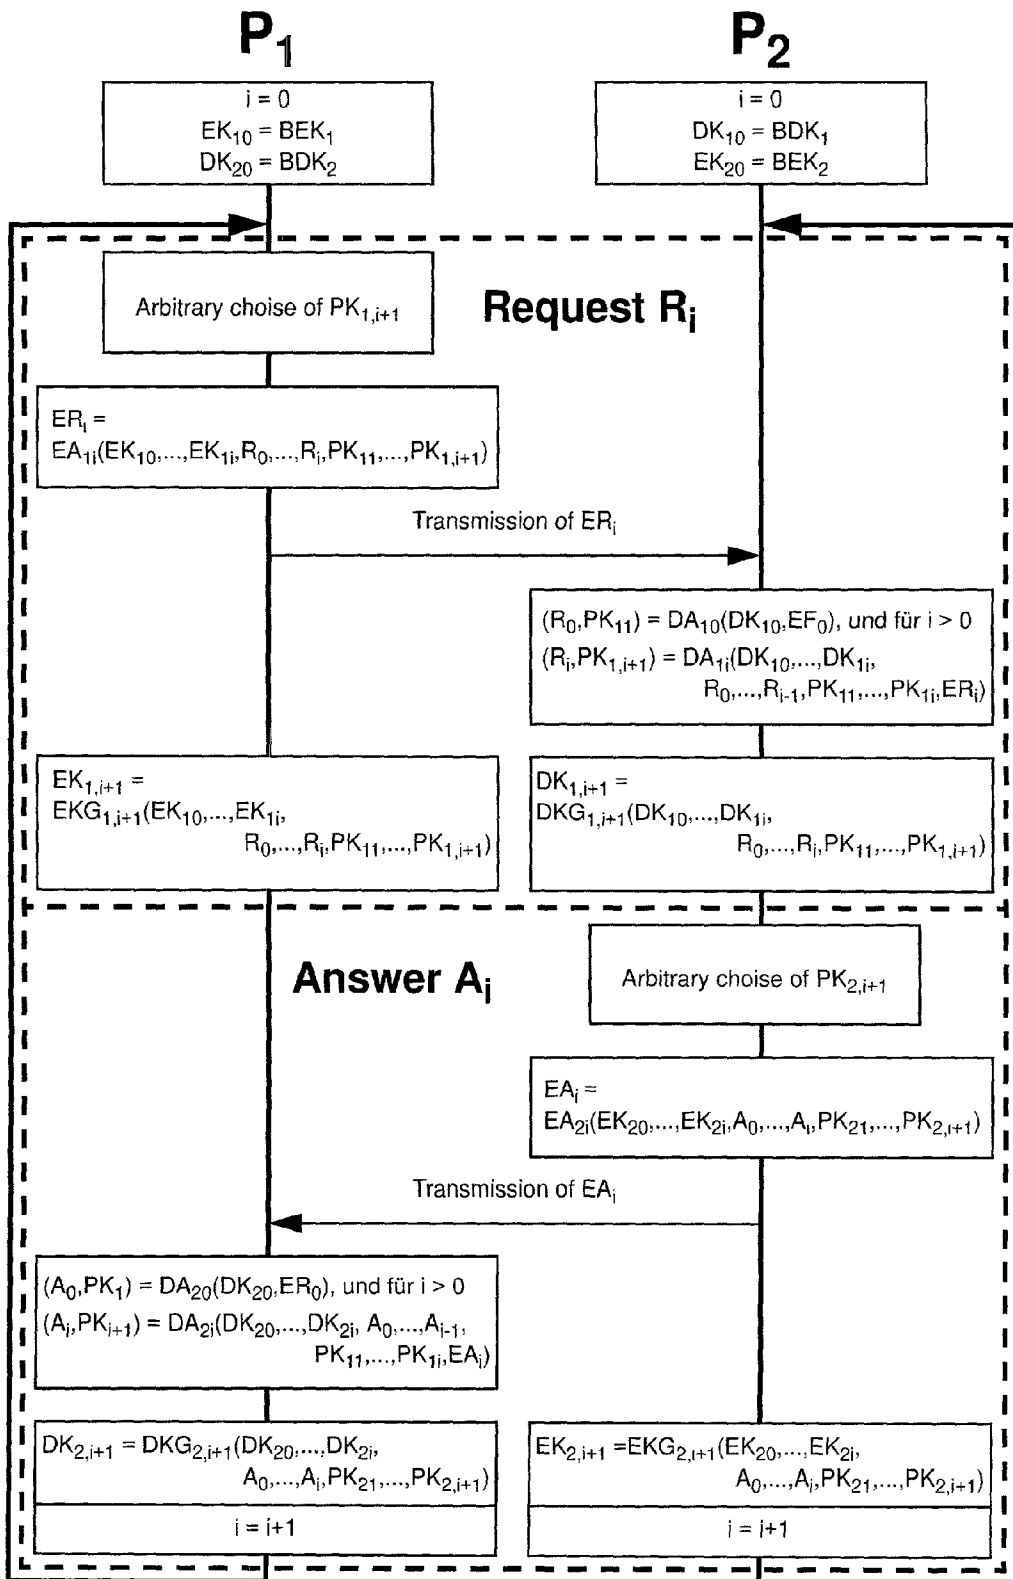 P₁
P₂
i = 0
EK₁₀ = BEK₁
DK₂₀ = BDK₂
i = 0
DK₁₀ = BDK₁
EK₂₀ = BEK₂
Arbitrary choise of PK₁,ᵢ₊₁
Request Rᵢ
ERᵢ =
EA₁ᵢ(EK₁₀,...,EK₁ᵢ,R₀,...,Rᵢ,PK₁₁,...,PK₁,ᵢ₊₁)
Transmission of ERᵢ
(R₀,PK₁₁) = DA₁₀(DK₁₀,EF₀), und für i > 0
(Rᵢ,PK₁,ᵢ₊₁) = DA₁ᵢ(DK₁₀,...,DK₁ᵢ,
R₀,...,Rᵢ₋₁,PK₁₁,...,PK₁ᵢ,ERᵢ)
EK₁,ᵢ₊₁ =
EKG₁,ᵢ₊₁(EK₁₀,...,EK₁ᵢ,
R₀,...,Rᵢ,PK₁₁,...,PK₁,ᵢ₊₁)
DK₁,ᵢ₊₁ =
DKG₁,ᵢ₊₁(DK₁₀,...,DK₁ᵢ,
R₀,...,Rᵢ,PK₁₁,...,PK₁,ᵢ₊₁)
Answer Aᵢ
Arbitrary choise of PK₂,ᵢ₊₁
EAᵢ =
EA₂ᵢ(EK₂₀,...,EK₂ᵢ,A₀,...,Aᵢ,PK₂₁,...,PK₂,ᵢ₊₁)
Transmission of EAᵢ
(A₀,PK₁) = DA₂₀(DK₂₀,ER₀), und für i > 0
(Aᵢ,PKᵢ₊₁) = DA₂ᵢ(DK₂₀,...,DK₂ᵢ, A₀,...,Aᵢ₋₁,
PK₁₁,...,PK₁ᵢ,EAᵢ)
DK₂,ᵢ₊₁ = DKG₂,ᵢ₊₁(DK₂₀,...,DK₂ᵢ,
A₀,...,Aᵢ,PK₂₁,...,PK₂,ᵢ₊₁)
i = i+1
EK₂,ᵢ₊₁ =EKG₂,ᵢ₊₁(EK₂₀,...,EK₂ᵢ,
A₀,...,Aᵢ,PK₂₁,...,PK₂,ᵢ₊₁)
i = i+1